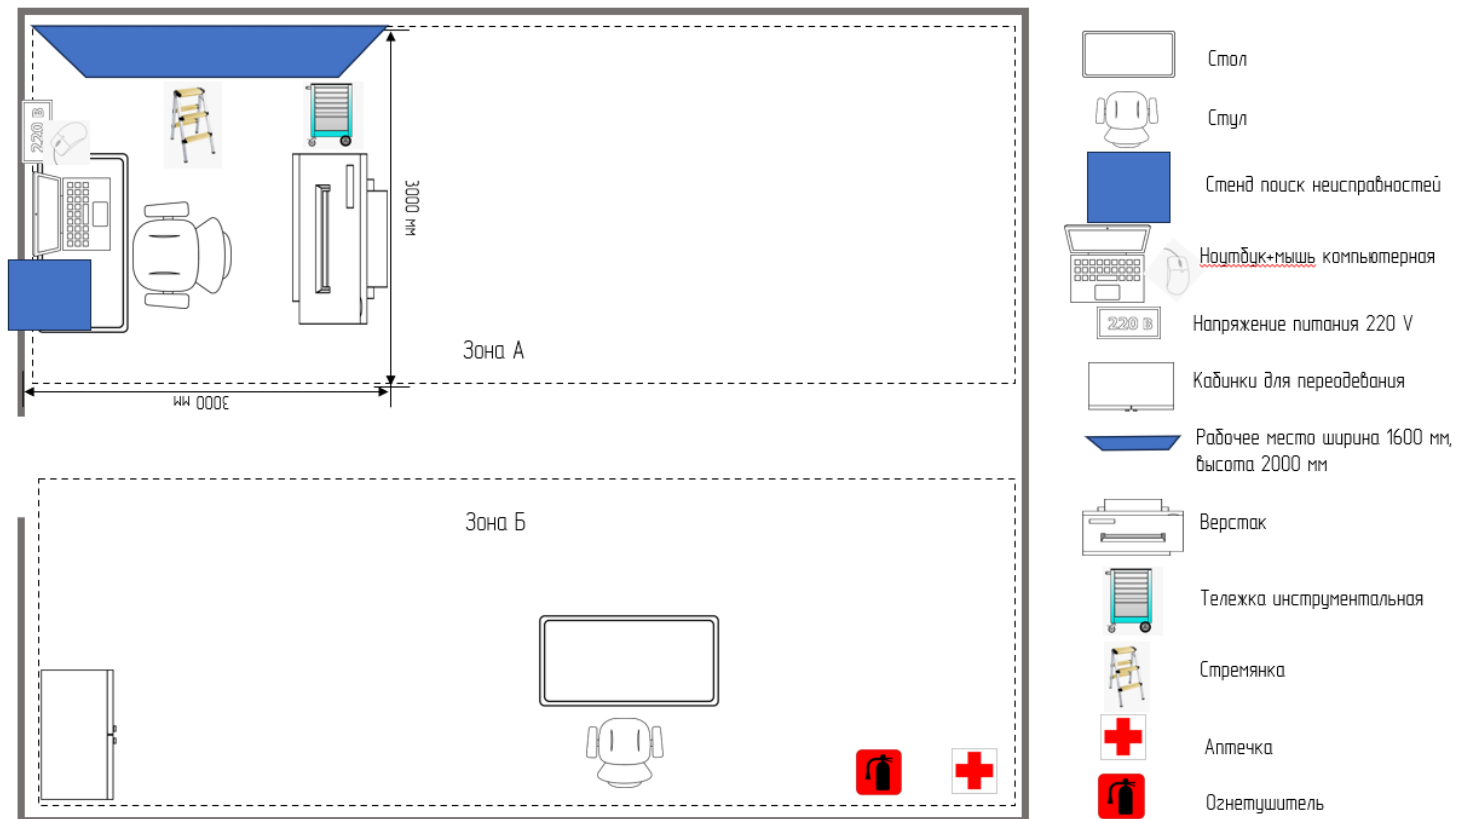 220 В
3000 мм
3000 мм
Зона А
Зона Б
Стол
Стул
Стенд поиск неисправностей
Ноутбук+мышь компьютерная
220 В
Напряжение питания 220 V
Кабинки для переодевания
Рабочее место ширина 1600 мм,
высота 2000 мм
Верстак
Тележка инструментальная
Стремянка
Аптечка
Огнетушитель